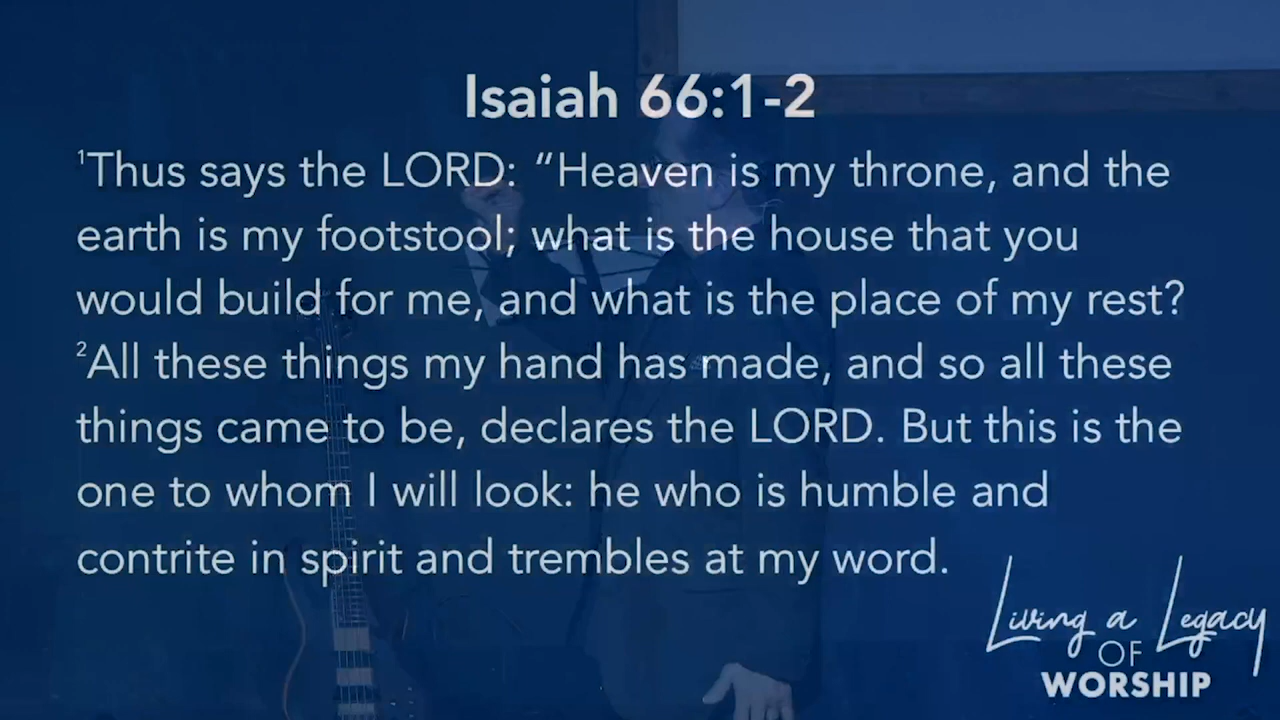 Isaiah 66:1-2
¹Thus says the LORD: “Heaven is my throne, and the
earth is my footstool; what is the house that you
would build for me, and what is the place of my rest?
²All these things my hand has made, and so all these
things came to be, declares the LORD. But this is the
one to whom I will look: he who is humble and
contrite in spirit and trembles at my word.
Living a Legacy
OF
WORSHIP